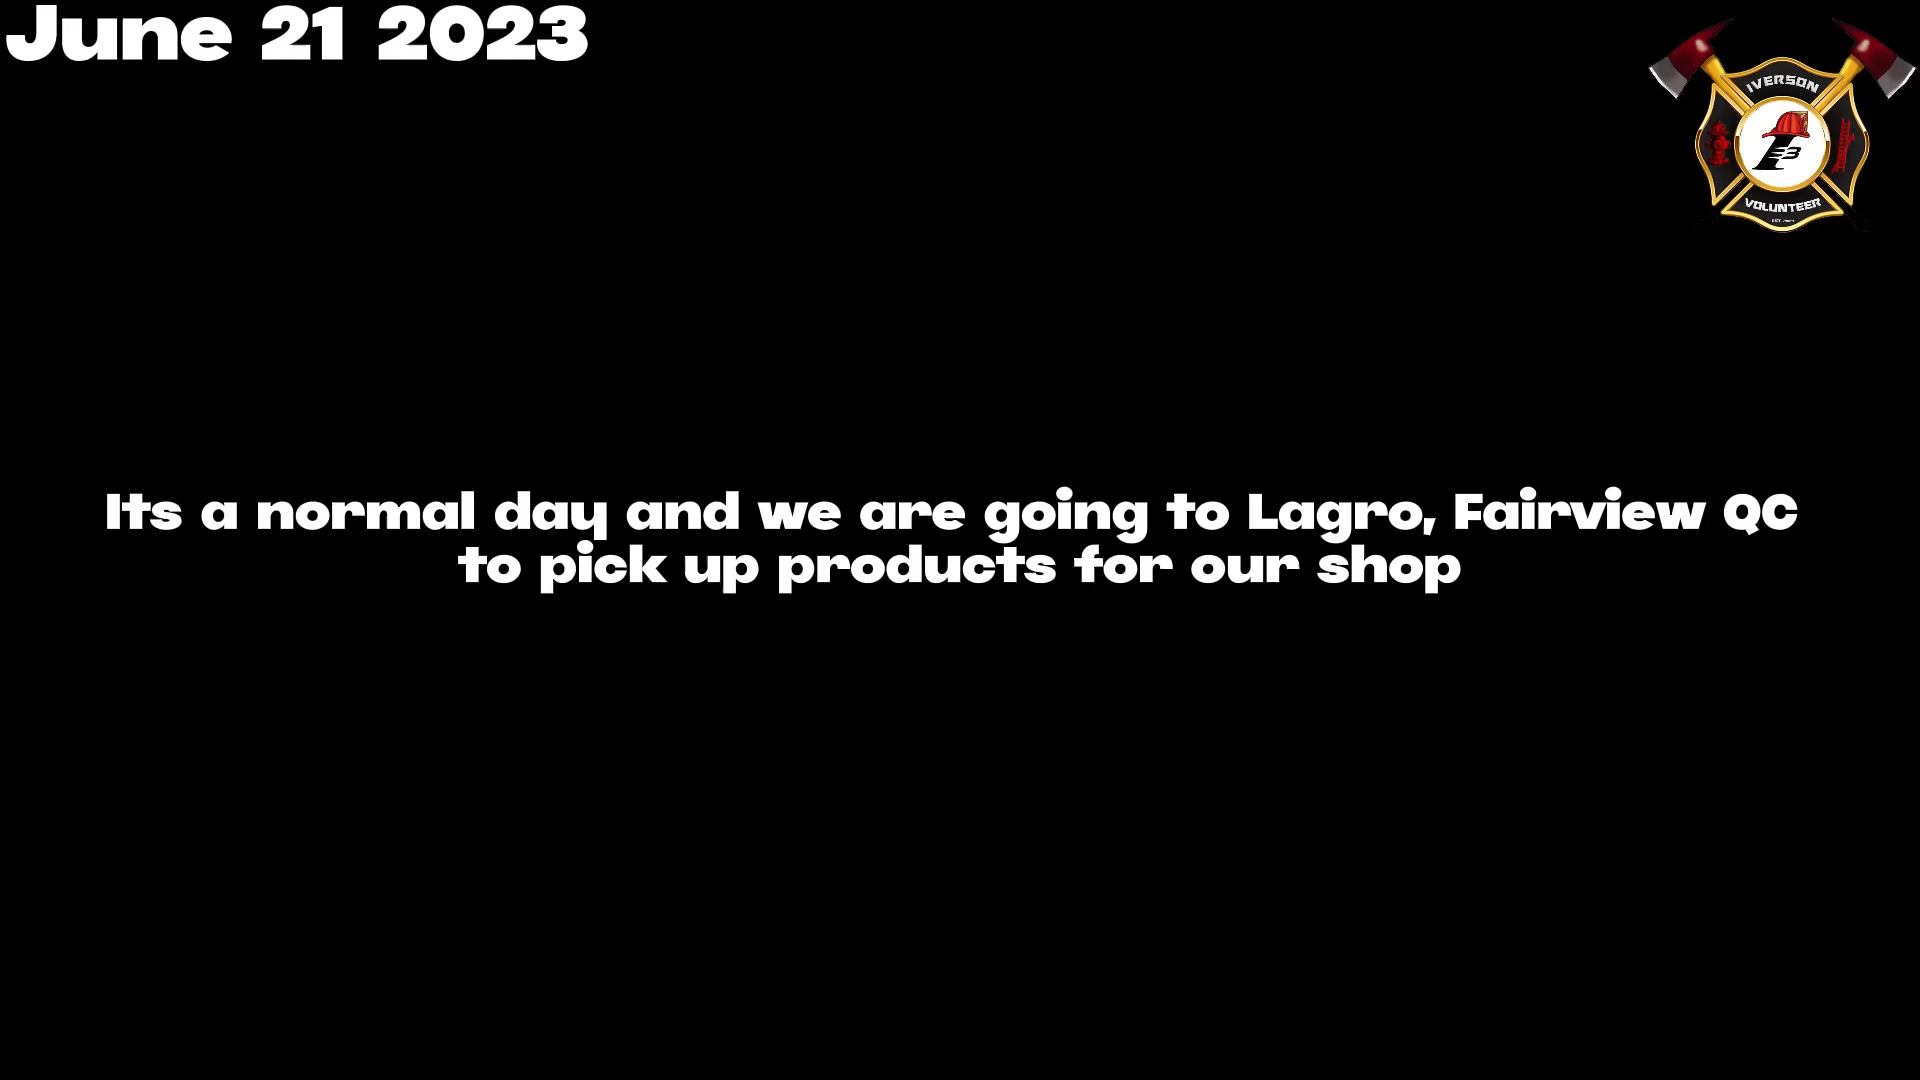 June 21 2023
IVERSON
I3
VOLUNTEER
Its a normal day and we are going to Lagro, Fairview QC
to pick up products for our shop